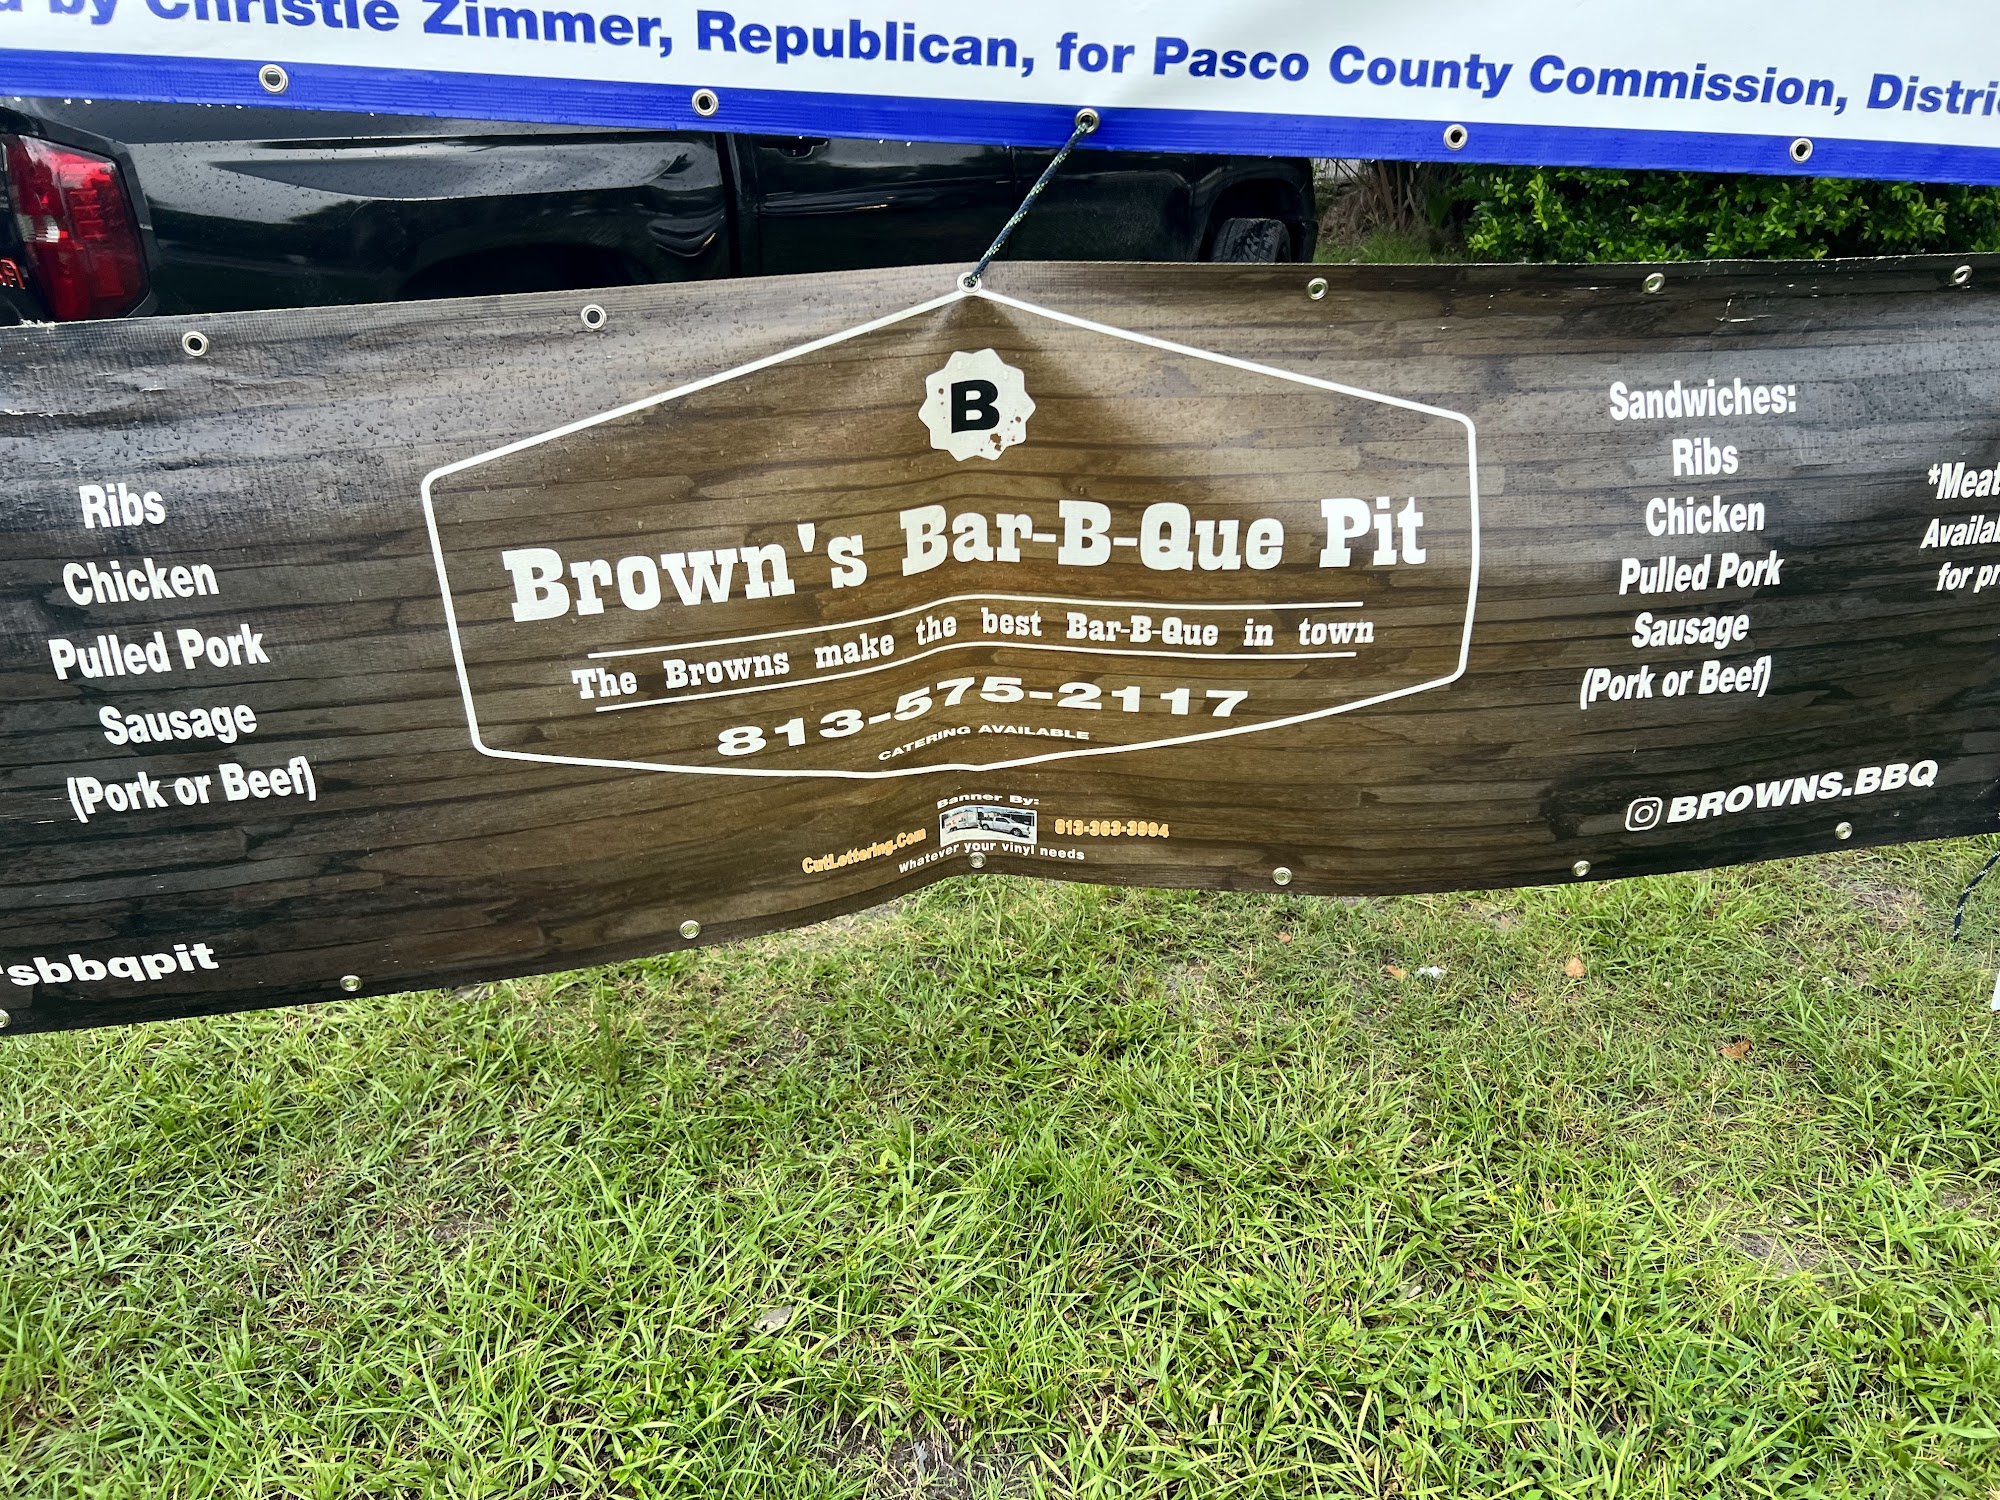 by Christie Zimmer, Republican, for Pasco County Commission,
B
Brown's Bar-B-Que Pit
The Browns make the best Bar-B-Que in town
813-575-2117
CATERING AVAILABLE
Banner By:
CutLettering.Com 813-363-3994
Whatever your vinyl needs
Ribs
Chicken
Pulled Pork
Sausage
(Pork or Beef)
'sbbqpit
Sandwiches:
Ribs
Chicken
Pulled Pork
Sausage
(Pork or Beef)
*Meat
for
BROWNS.BBQ